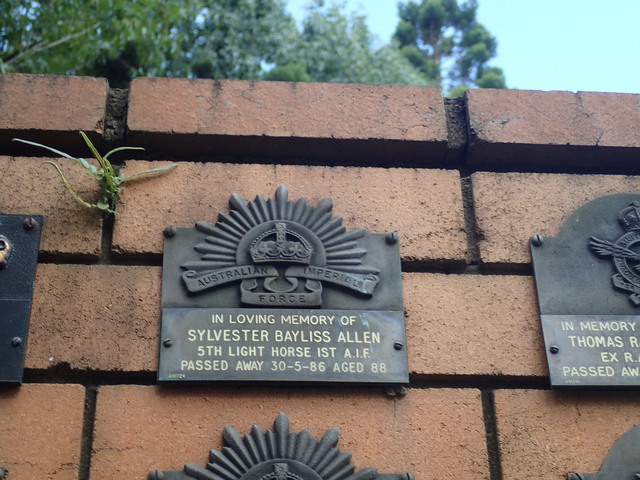 AUSTRALIAN IMPERIAL
FORCE
IN LOVING MEMORY OF
SYLVESTER BAYLISS ALLEN
5TH LIGHT HORSE 1ST A.I.F.
PASSED AWAY 30-5-86 AGED 88
IN MEMORY
THOMAS
EX
PASSED